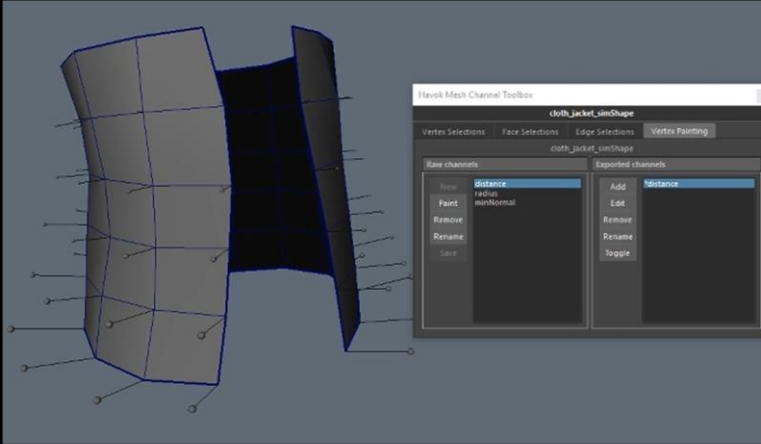 Havok Mesh Channel Toolbox
cloth_jacket_simShape
Vertex Selections Face Selections Edge Selections Vertex Painting
cloth_jacket_simShape
Raw channels Exported channels
New distance Add *distance
radius
Paint minNormal Edit
Remove Remove
Rename Rename
Save Toggle